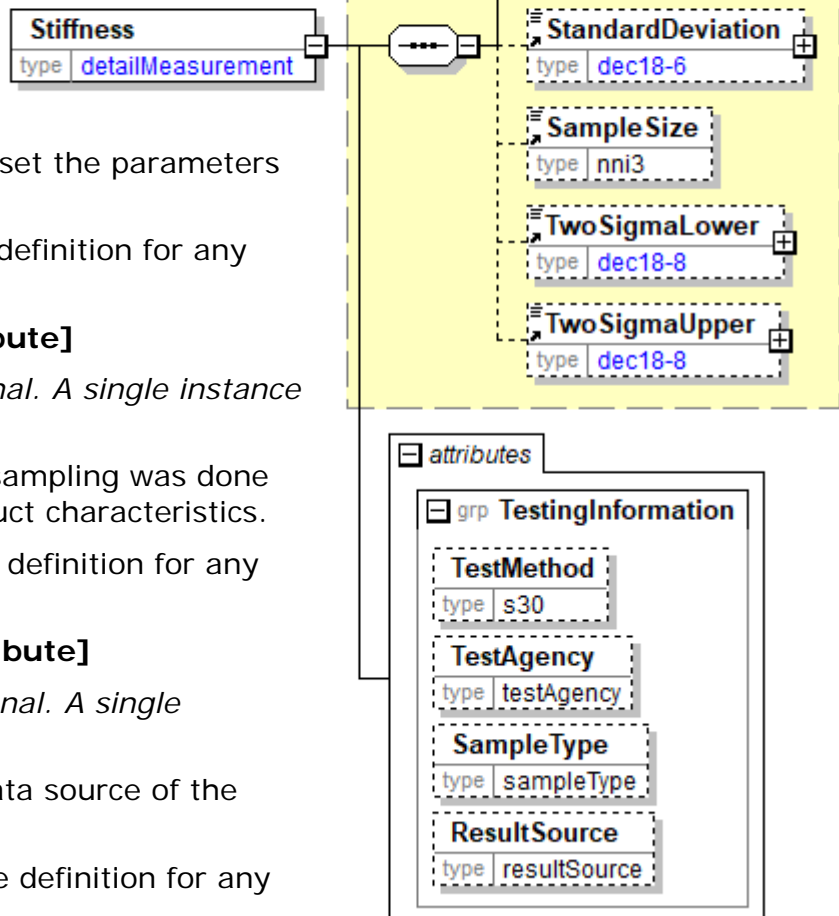 Stiffness
type detailMeasurement
set the parameters
definition for any
bute]
nal. A single instance
sampling was done
uct characteristics.
definition for any
bute]
nal. A single
ata source of the
e definition for any
StandardDeviation
type dec18-6
SampleSize
type nni3
TwoSigmaLower
type dec18-8
TwoSigmaUpper
type dec18-8
attributes
grp TestingInformation
TestMethod
type s30
TestAgency
type testAgency
SampleType
type sampleType
ResultSource
type resultSource